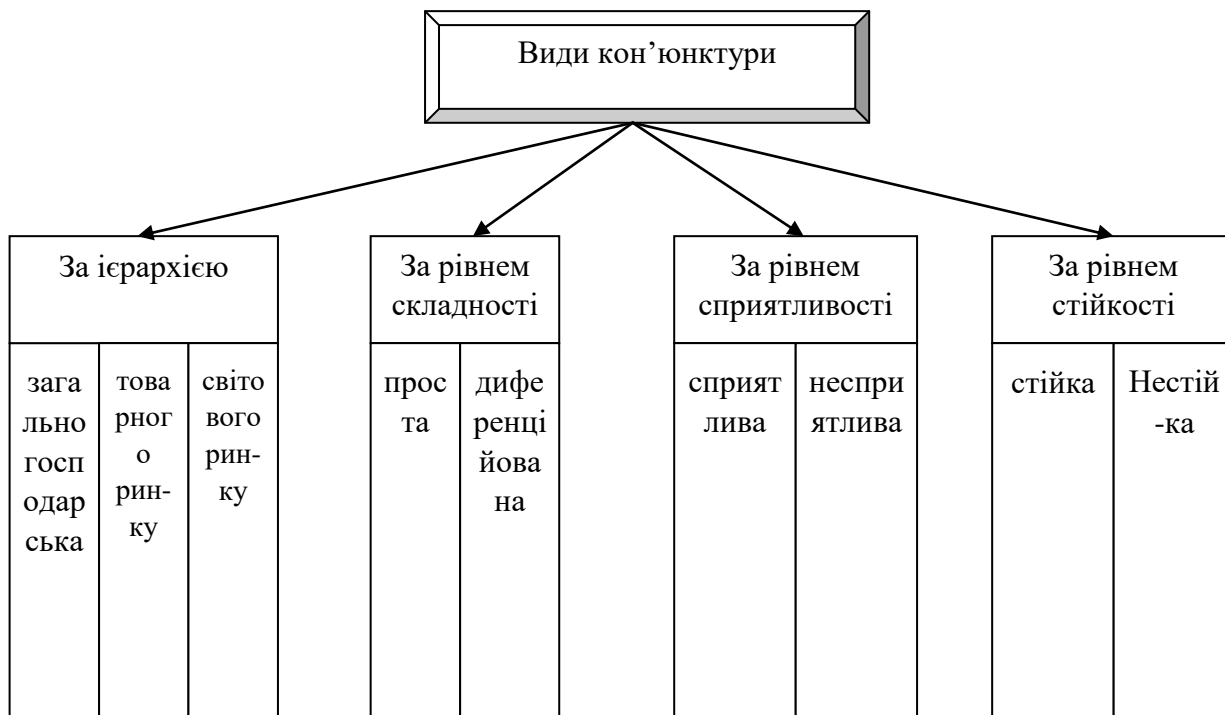 Види кон’юнктури
За ієрархією
зага
льно
госп
одар
ська
това
рног
о
рин-
ку
світо
вого
рин-
ку
За рівнем
складності
прос
та
дифе
ренці
йова
на
За рівнем
сприятливості
сприят
лива
неспри
ятлива
За рівнем
стійкості
стійка
Нестій
-ка